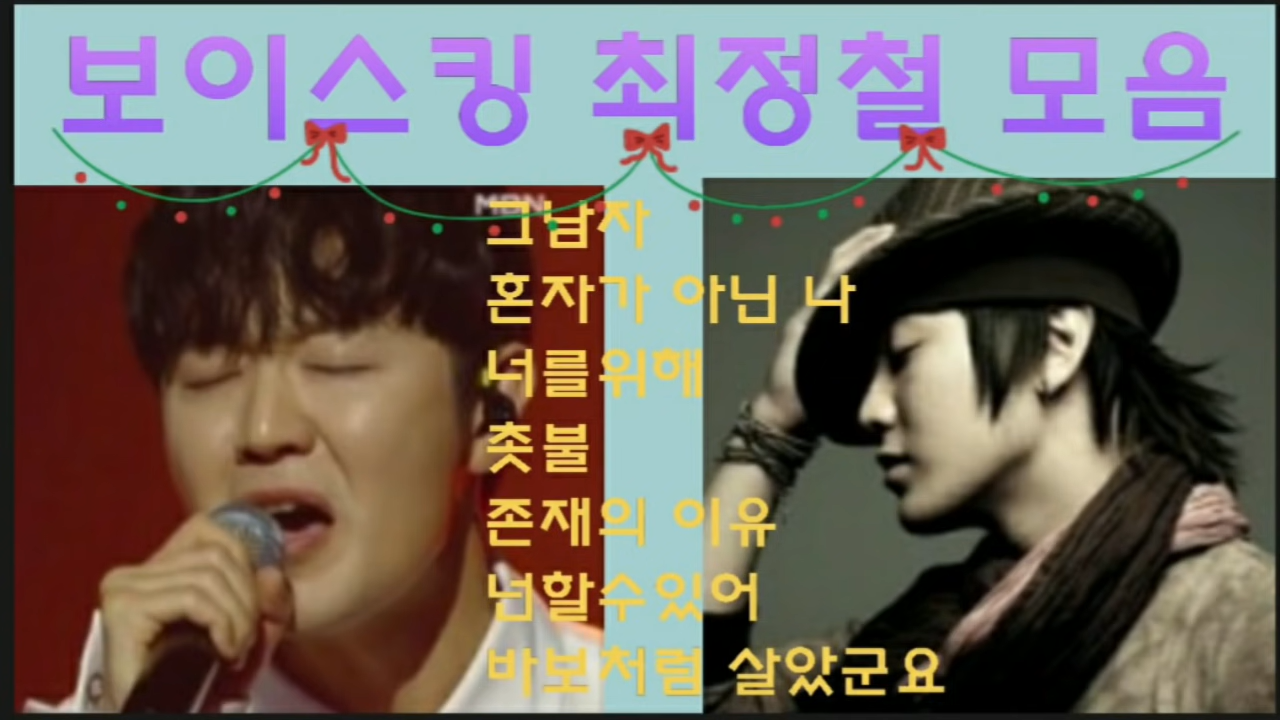 보이스킹 최정철 모음
MBN
그남자
혼자가 아닌 나
너를위해
촛불
존재의 이유
넌할수있어
바보처럼 살았군요